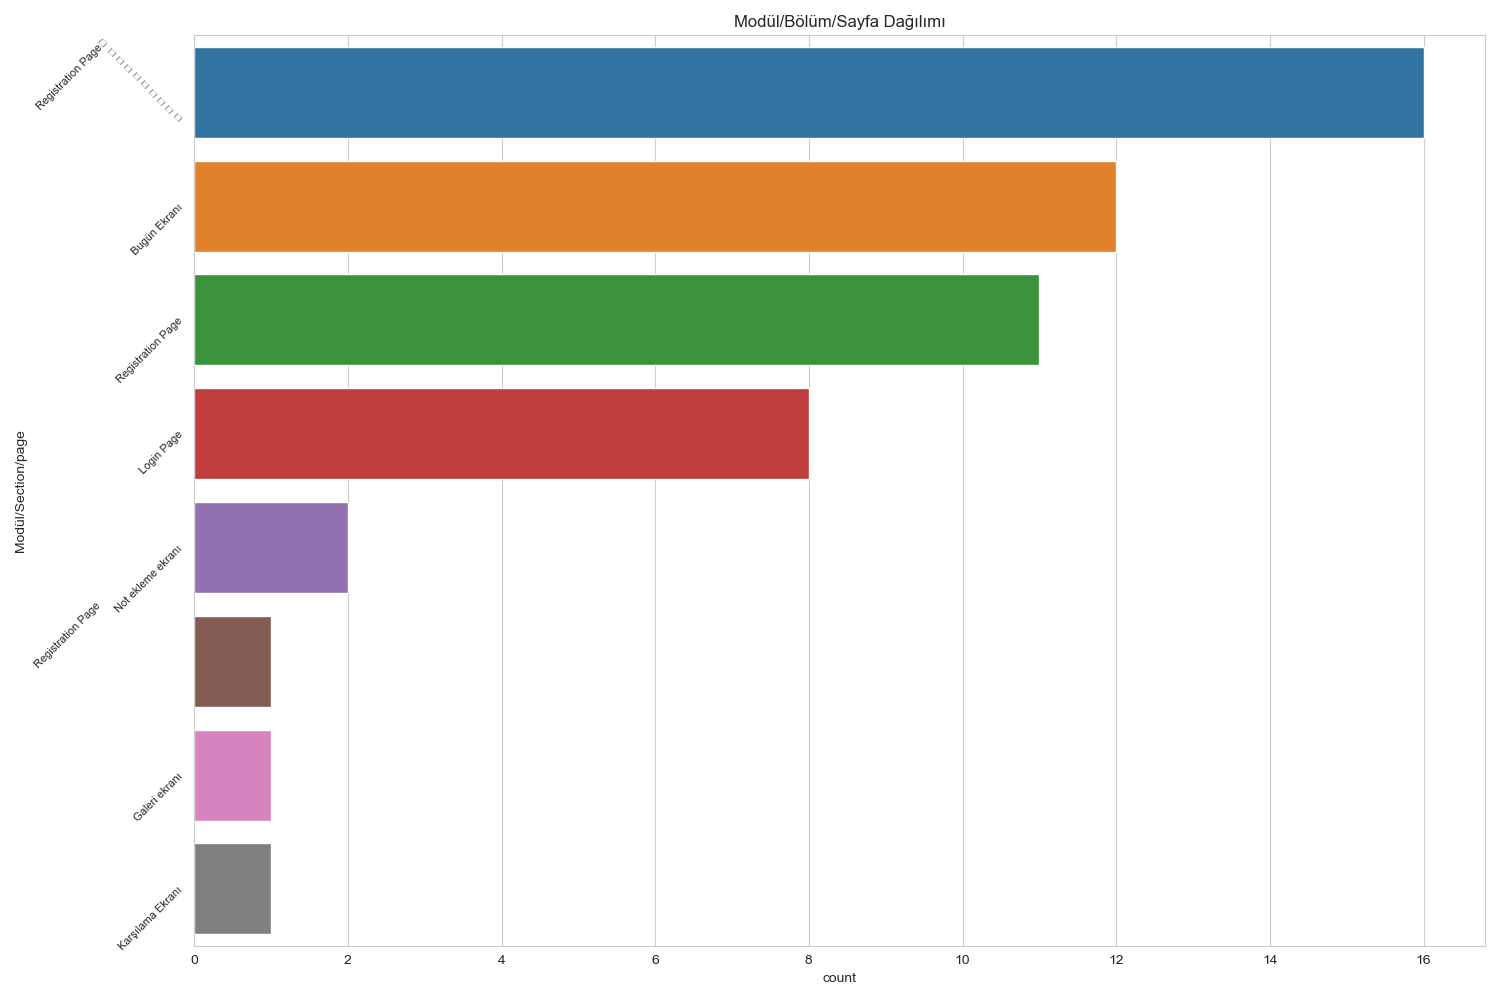 Modül/Bölüm/Sayfa Dağılımı
Registration Page
Bugün Ekranı
Registration Page
Login Page
Not ekleme ekranı
Registration Page
Galeri ekranı
Karşılama Ekranı
Modül/Section/page
0 2 4 6 8 10 12 14 16
count